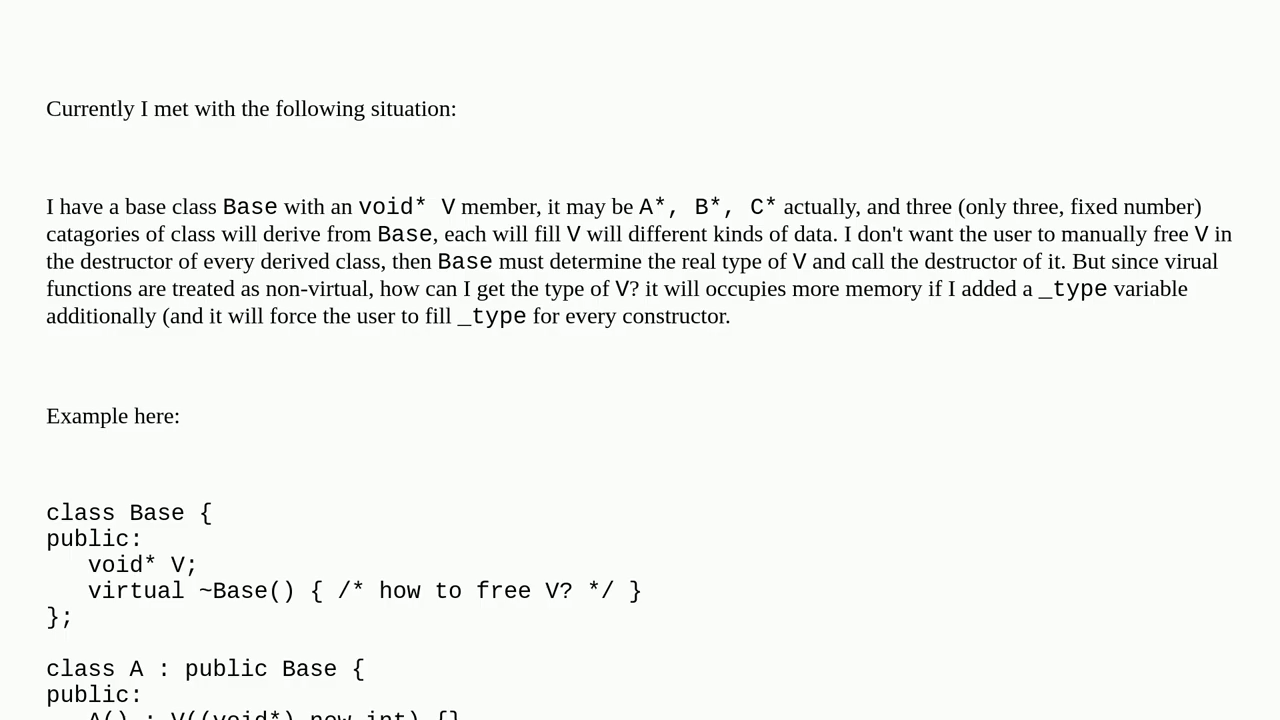 Currently I met with the following situation:
I have a base class Base with an void* V member, it may be A*, B*, C* actually, and three (only three, fixed number)
catagories of class will derive from Base, each will fill V will different kinds of data. I don't want the user to manually free V in
the destructor of every derived class, then Base must determine the real type of V and call the destructor of it. But since virual
functions are treated as non-virtual, how can I get the type of V? it will occupies more memory if I added a _type variable
additionally (and it will force the user to fill _type for every constructor.
Example here:
class Base {
public:
   void* V;
   virtual ~Base() { /* how to free V? */ }
};
class A : public Base {
public:
   A() : V((void*) new int) {}